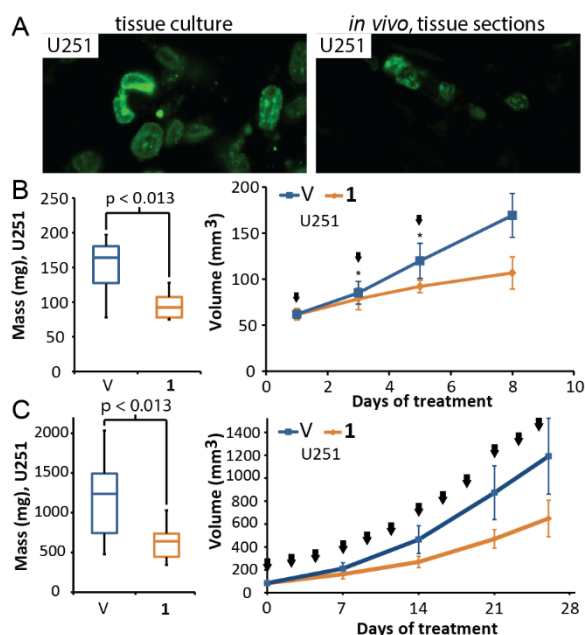 A
tissue culture
in vivo, tissue sections
U251
U251
B
Mass (mg), U251
250
200
150
100
50
0
p < 0.013
V
1
Volume (mm3)
200
150
100
50
0
V
1
U251
*
*
0
2
4
6
8
10
Days of treatment
C
Mass (mg), U251
2000
1500
1000
500
0
p < 0.013
V
1
Volume (mm3)
1400
1200
1000
800
600
400
200
0
V
1
U251
0
7
14
21
28
Days of treatment